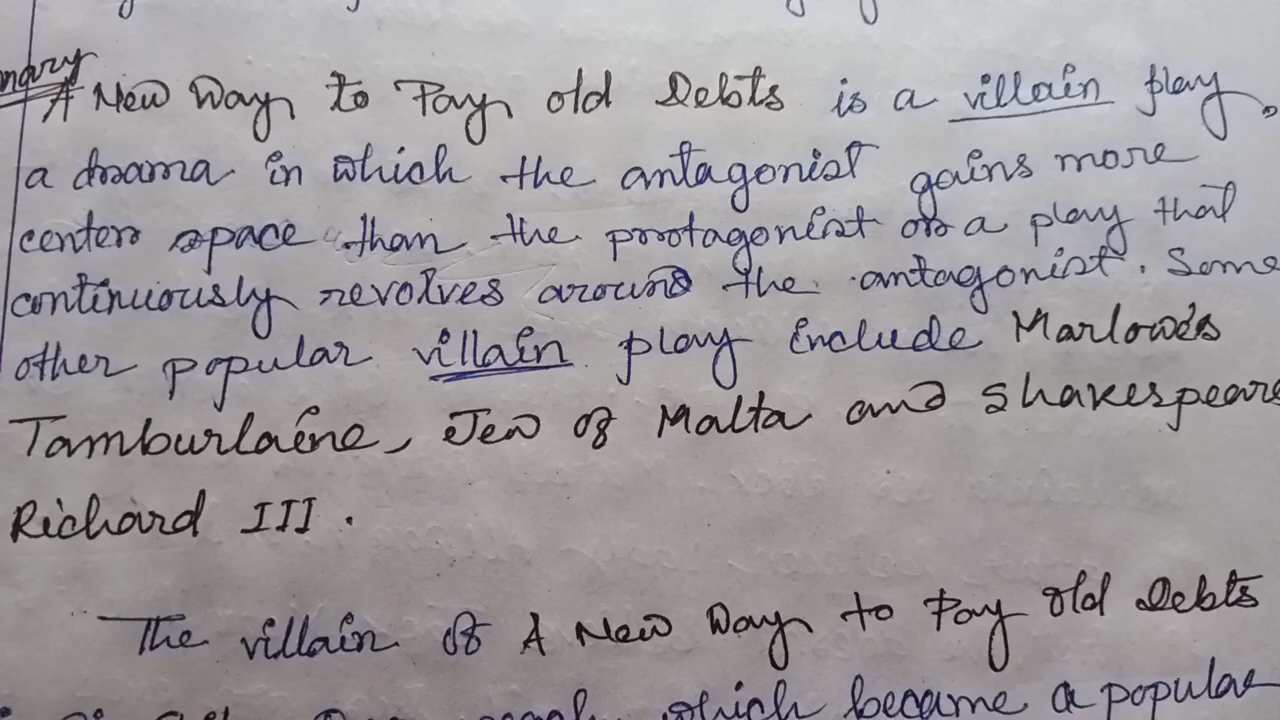 A New Way to Pay old Debts is a villain play,
a drama in which the antagonist gains more
center space than the protagonist or a play that
continuously revolves around the antagonist. Some
other popular villain play include Marlowe's
Tamburlaine, Jew of Malta and Shakespeare
Richard III.
The villain of A New Way to Pay old Debts
which became a popular